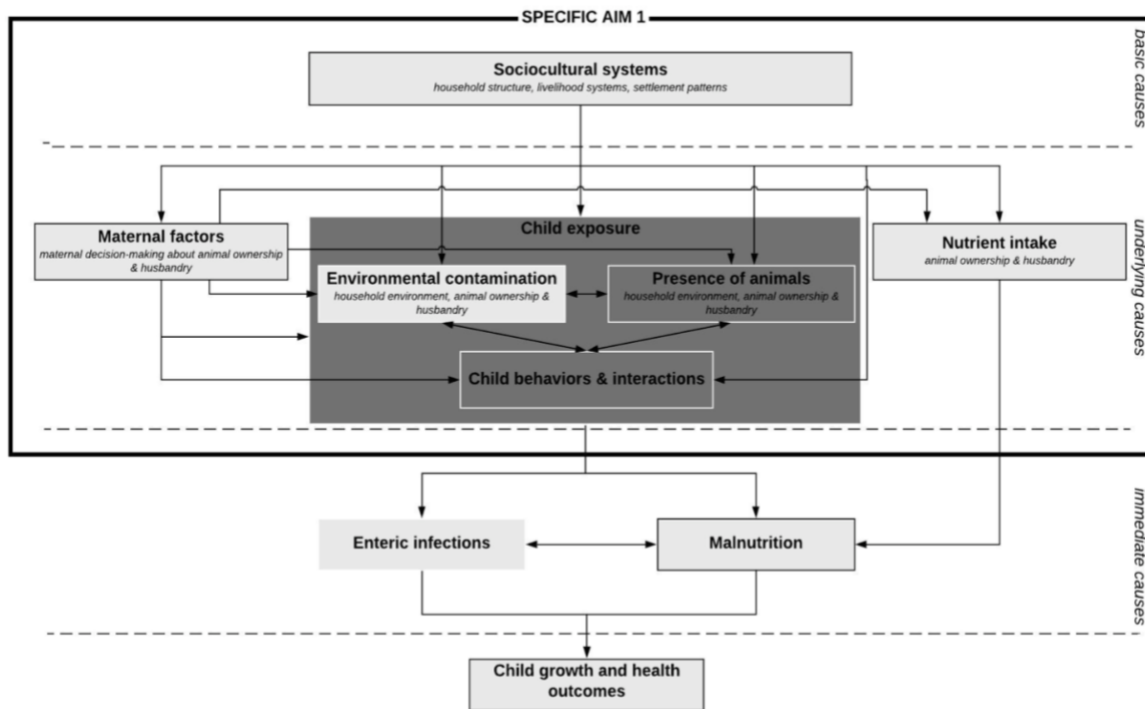 SPECIFIC AIM 1
basic causes
Sociocultural systems
household structure, livelihood systems, settlement patterns
underlying causes
Child exposure
Maternal factors
maternal decision-making about animal ownership
& husbandry
Nutrient intake
animal ownership & husbandry
Environmental contamination
household environment, animal ownership &
husbandry
Presence of animals
household environment, animal ownership &
husbandry
Child behaviors & interactions
immediate causes
Enteric infections
Malnutrition
Child growth and health
outcomes